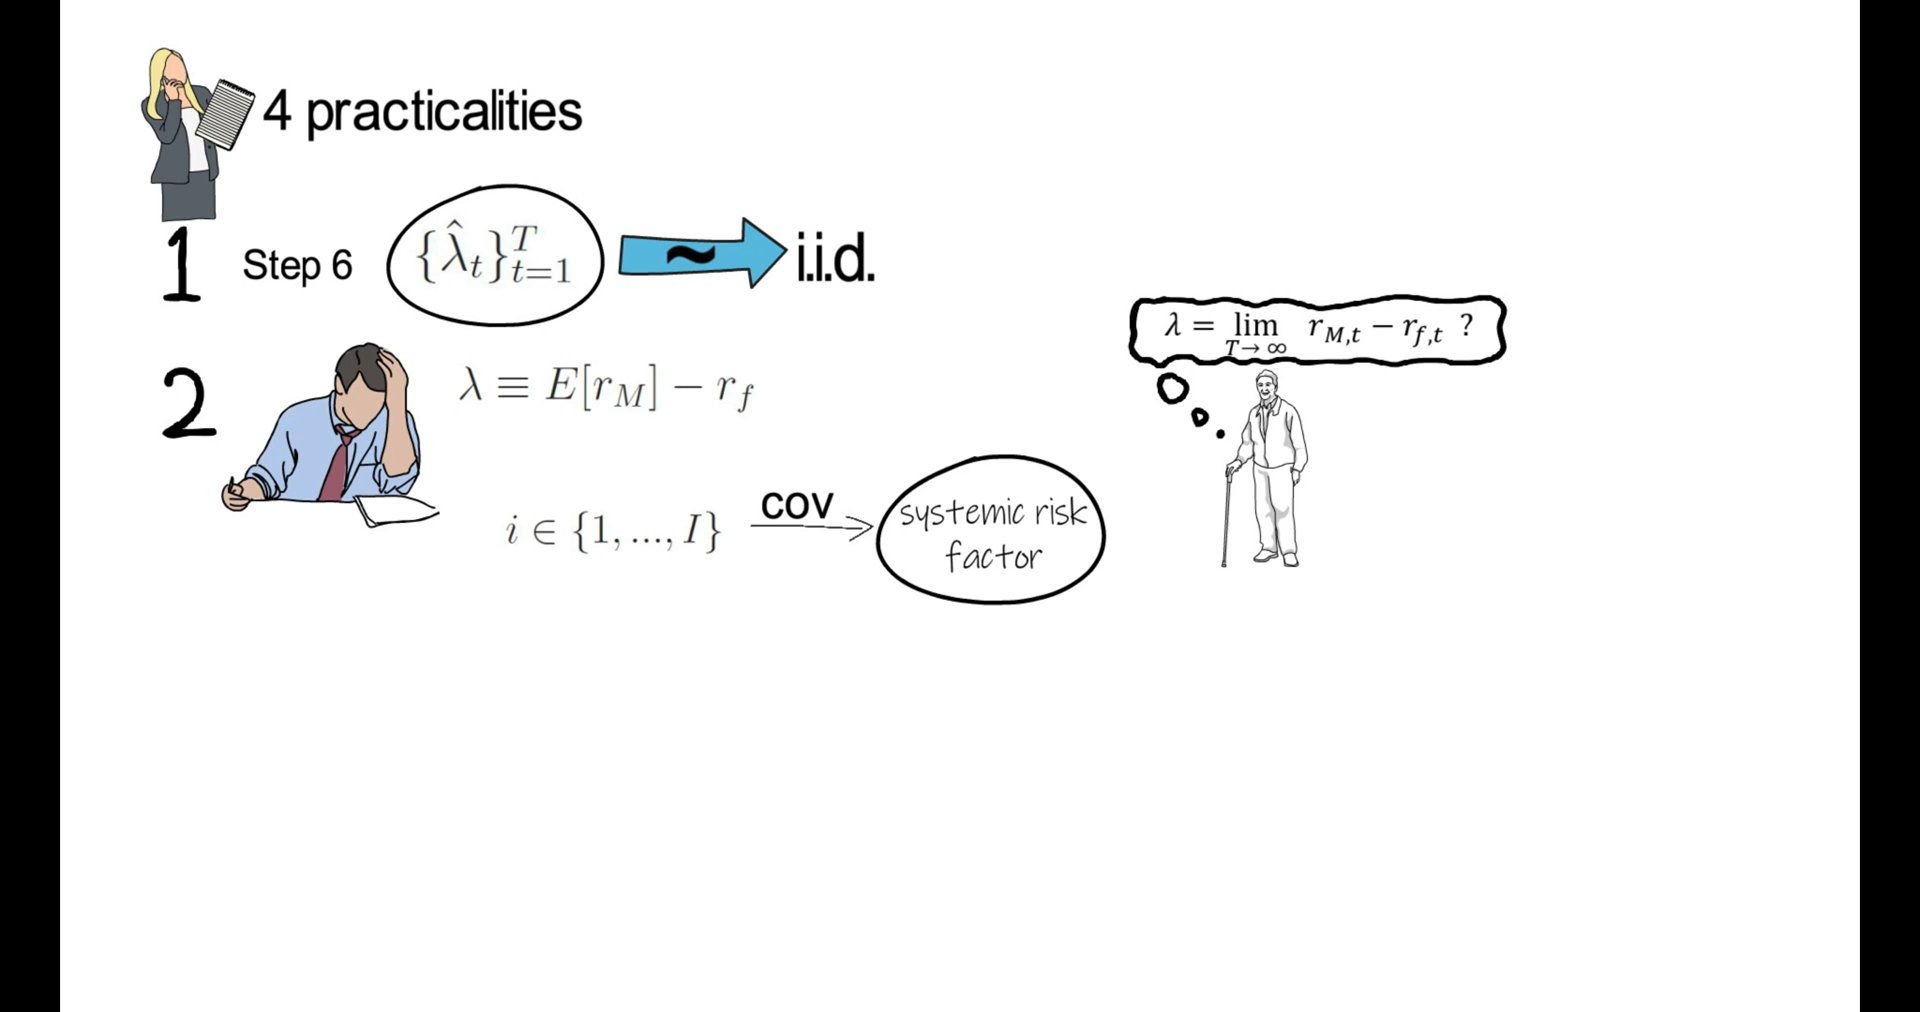 4 practicalities
1 Step 6 {λ̂_t}_{t=1}^T ~ i.i.d.
λ = lim_{T→∞} r_{M,t} − r_{f,t} ?
2 λ ≡ E[r_M] − r_f
i ∈ {1, ..., I} cov systemic risk
factor